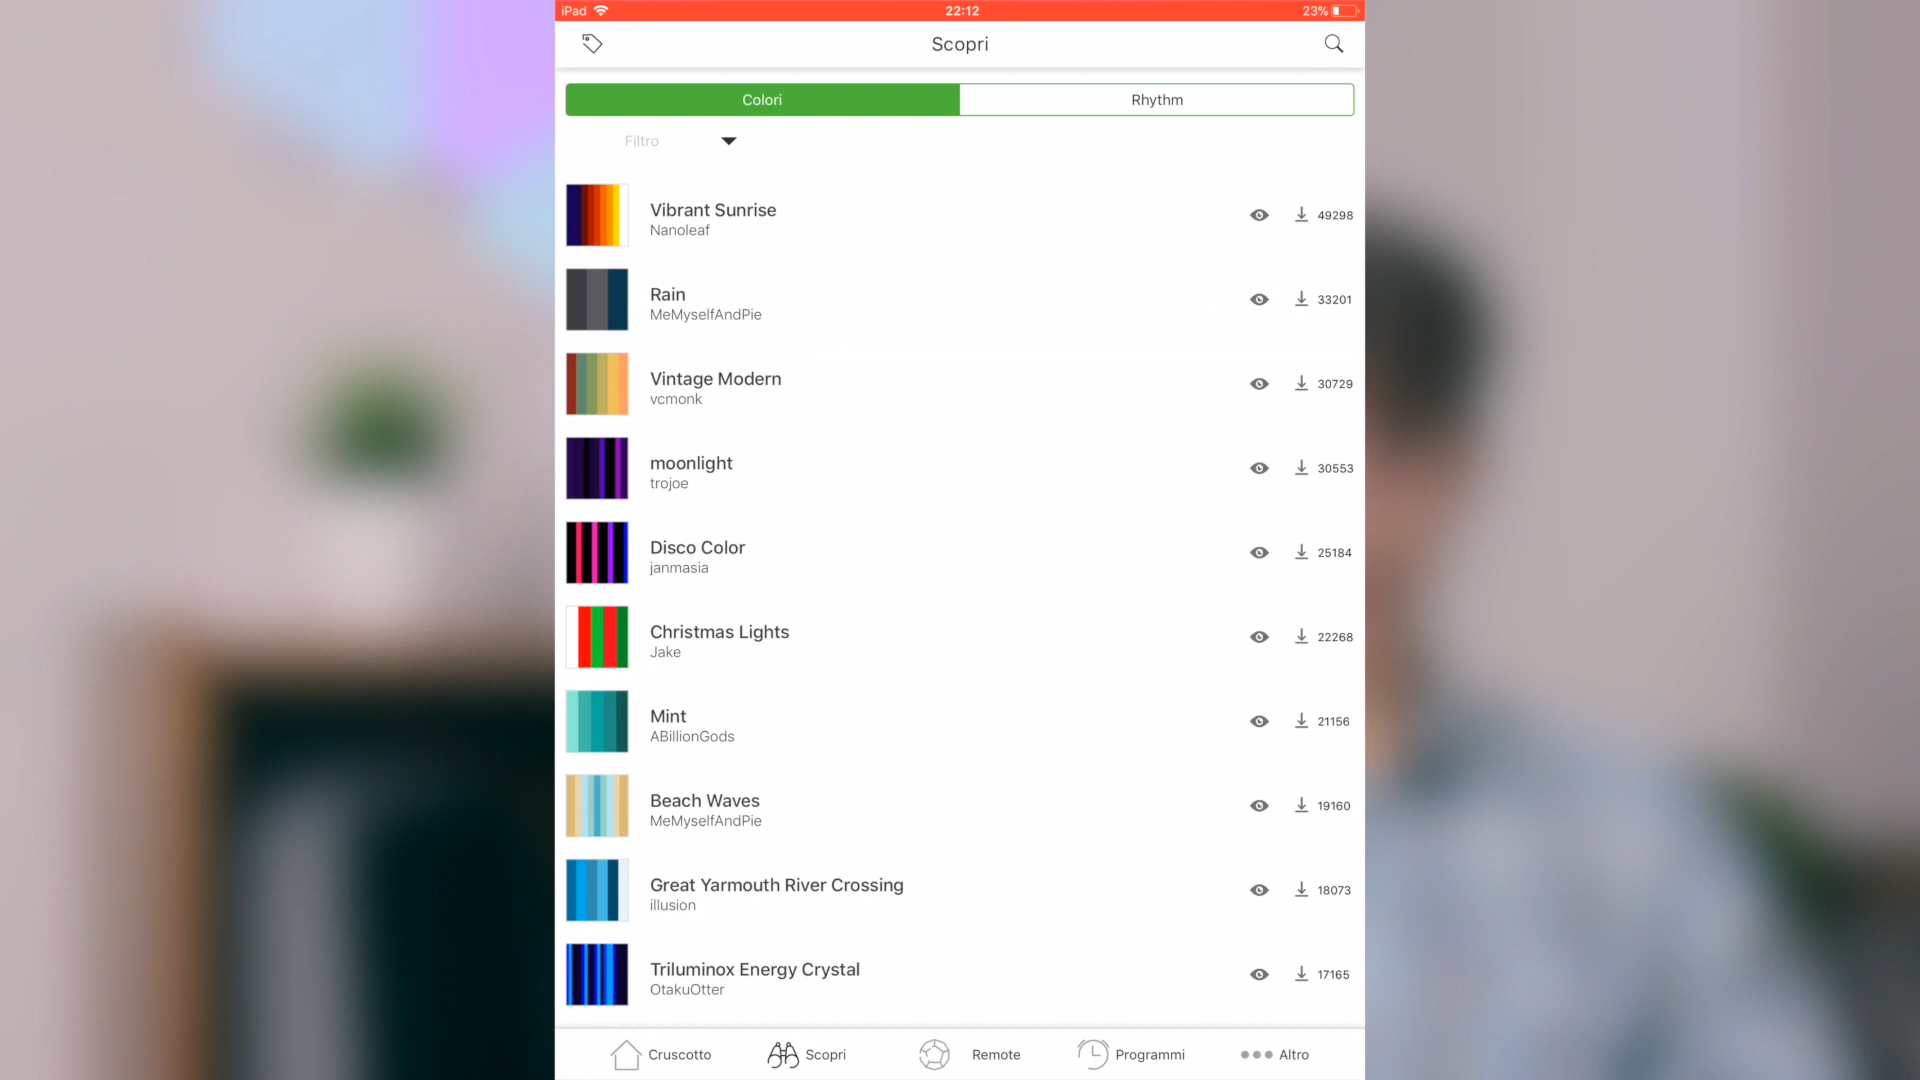 iPad 22:12 23%
Scopri
Colori Rhythm
Filtro
Vibrant Sunrise
Nanoleaf
49298
Rain
MeMyselfAndPie
33201
Vintage Modern
vcmonk
30729
moonlight
trojoe
30553
Disco Color
janmasia
25184
Christmas Lights
Jake
22268
Mint
ABillionGods
21156
Beach Waves
MeMyselfAndPie
19160
Great Yarmouth River Crossing
illusion
18073
Triluminox Energy Crystal
OtakuOtter
17165
Cruscotto Scopri Remote Programmi Altro